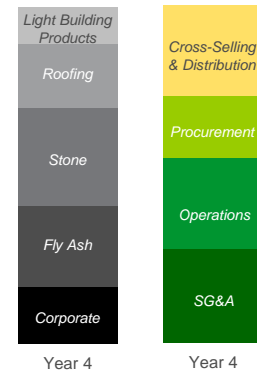 Light Building
Products
Roofing
Stone
Fly Ash
Corporate
Year 4
Cross-Selling
& Distribution
Procurement
Operations
SG&A
Year 4